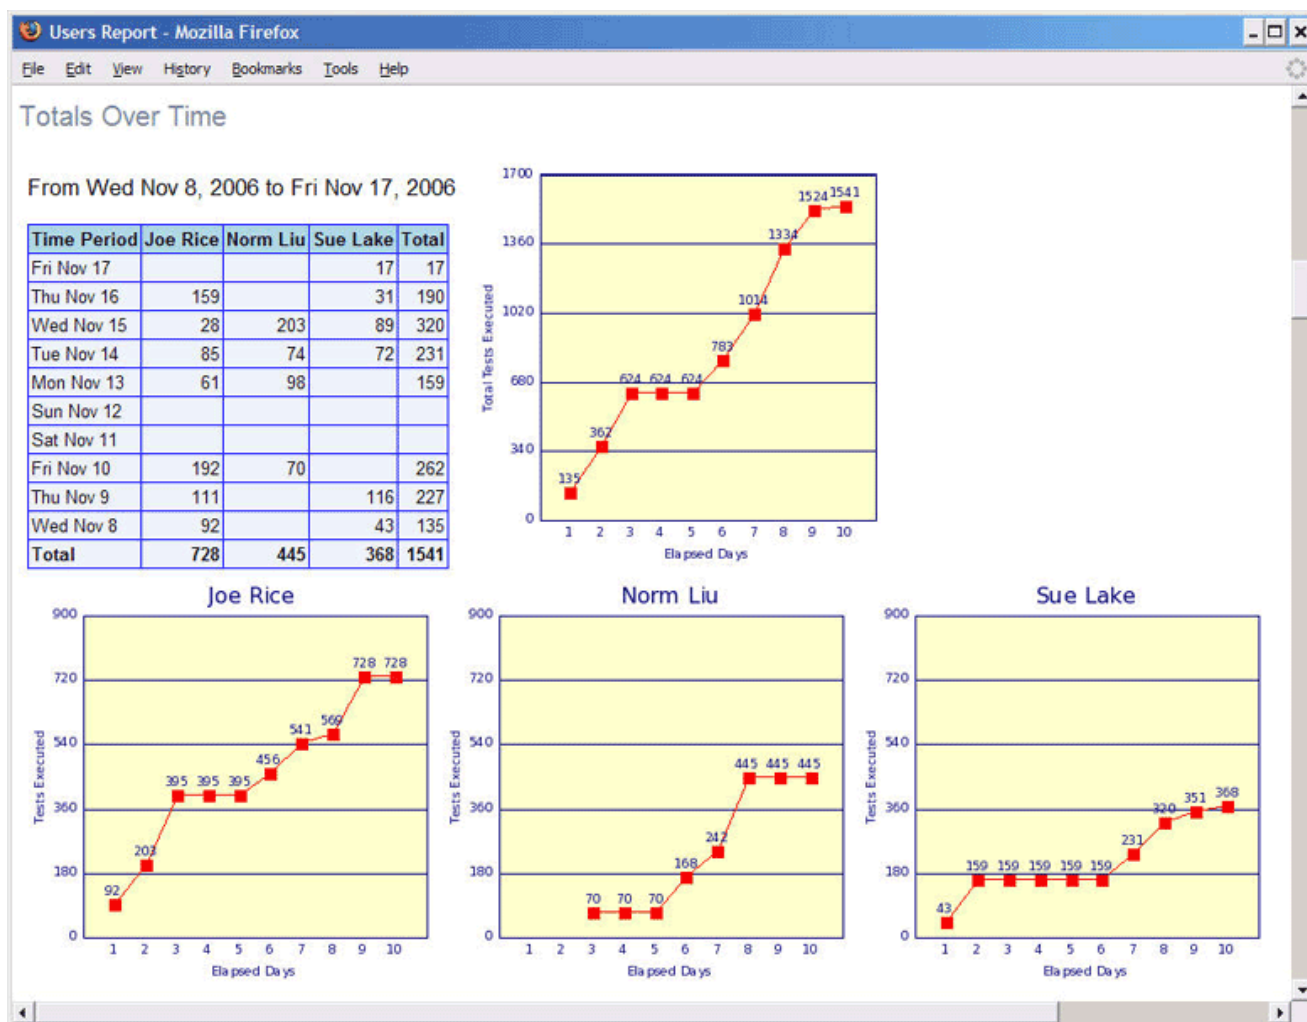 Users Report - Mozilla Firefox
File Edit View History Bookmarks Tools Help
Totals Over Time
From Wed Nov 8, 2006 to Fri Nov 17, 2006
Time Period Joe Rice Norm Liu Sue Lake Total
Fri Nov 17 17 17
Thu Nov 16 159 31 190
Wed Nov 15 28 203 89 320
Tue Nov 14 85 74 72 231
Mon Nov 13 61 98 159
Sun Nov 12
Sat Nov 11
Fri Nov 10 192 70 262
Thu Nov 9 111 116 227
Wed Nov 8 92 43 135
Total 728 445 368 1541
Total Tests Executed
1700
1360
1020
680
340
0
135 362 624 624 624 783 1014 1334 1524 1541
1 2 3 4 5 6 7 8 9 10
Elapsed Days
Joe Rice
Tests Executed
900
720
540
360
180
0
92 203 395 395 395 456 541 569 728 728
1 2 3 4 5 6 7 8 9 10
Elapsed Days
Norm Liu
Tests Executed
900
720
540
360
180
0
70 70 70 168 242 445 445 445
1 2 3 4 5 6 7 8 9 10
Elapsed Days
Sue Lake
Tests Executed
900
720
540
360
180
0
43 159 159 159 159 159 231 320 351 368
1 2 3 4 5 6 7 8 9 10
Elapsed Days